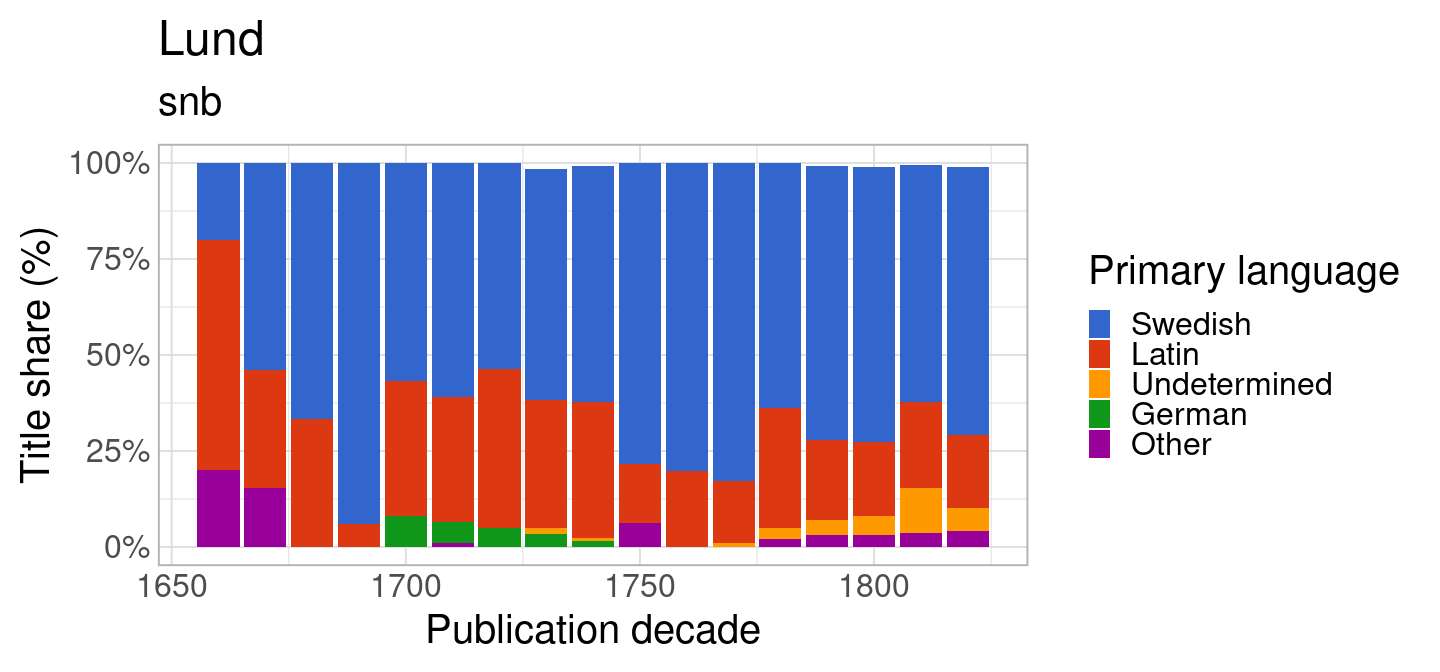 Lund
snb
Title share (%)
100%
75%
50%
25%
0%
1650
1700
1750
1800
Publication decade
Primary language
Swedish
Latin
Undetermined
German
Other